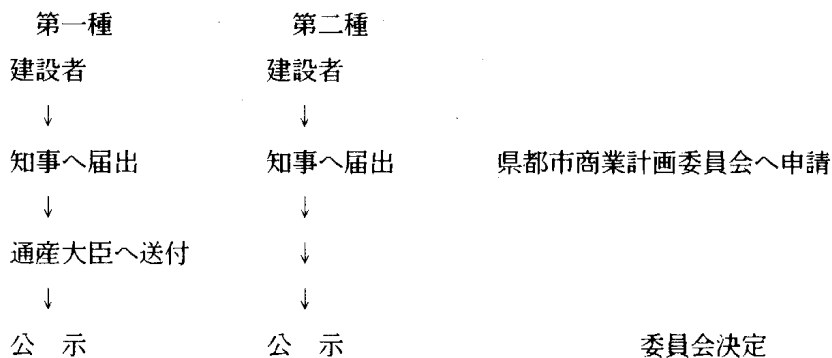 第一種 第二種
建設者 建設者
↓ ↓
知事へ届出 知事へ届出 県都市商業計画委員会へ申請
↓ ↓
通産大臣へ送付 ↓
↓ ↓
公 示 公 示 委員会決定